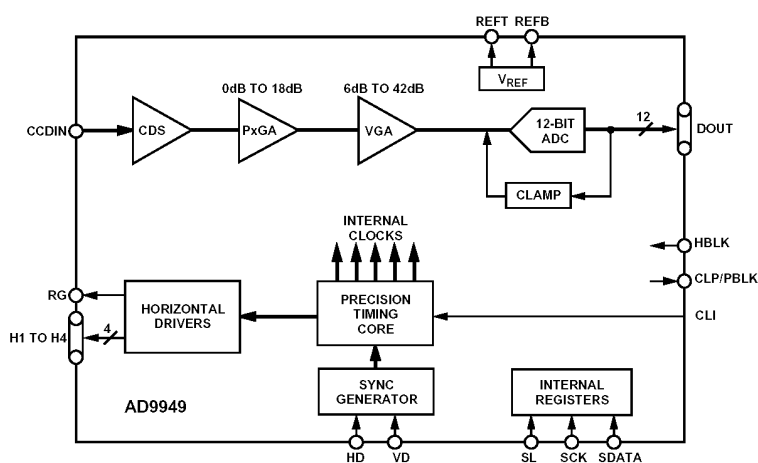 REFT REFB
VREF
0dB TO 18dB
6dB TO 42dB
CCDIN
CDS
PxGA
VGA
12-BIT
ADC
12
DOUT
CLAMP
INTERNAL
CLOCKS
HBLK
CLP/PBLK
RG
HORIZONTAL
DRIVERS
PRECISION
TIMING
CORE
CLI
H1 TO H4
4
SYNC
GENERATOR
INTERNAL
REGISTERS
AD9949
HD
VD
SL
SCK
SDATA